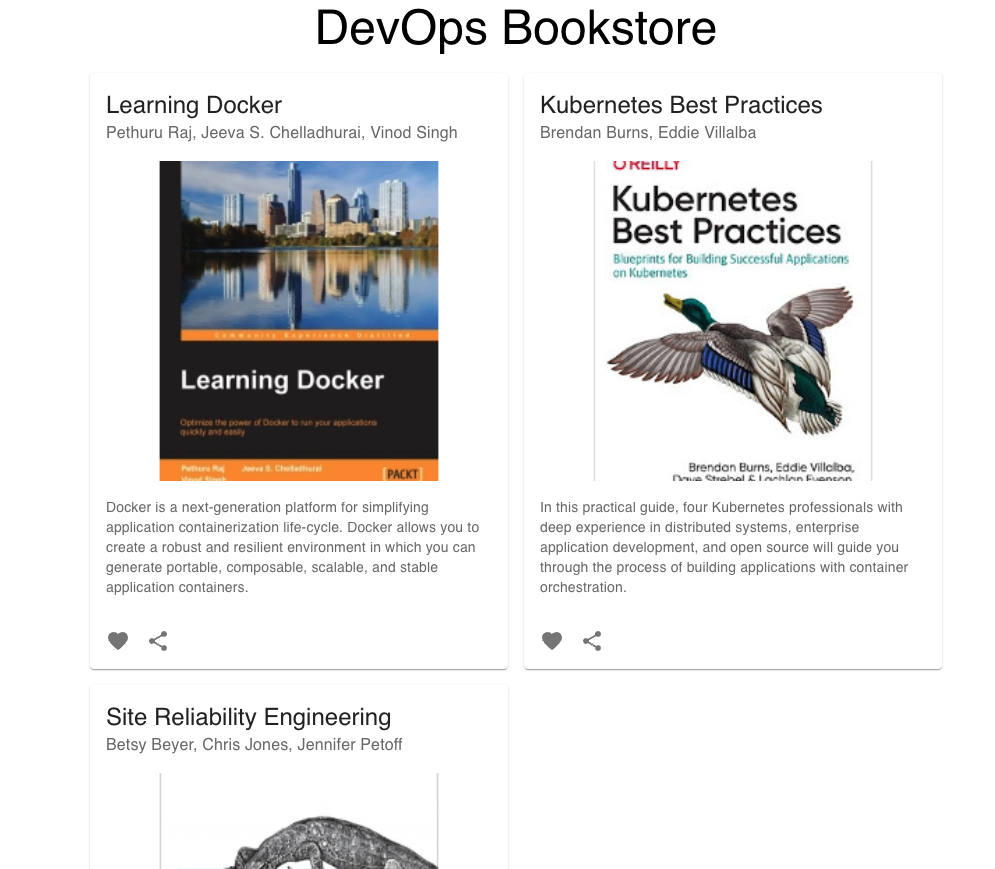 DevOps Bookstore
Learning Docker
Pethuru Raj, Jeeva S. Chelladhurai, Vinod Singh
Community Experience Distilled
Learning Docker
Optimize the power of Docker to run your applications
quickly and easily
Pethuru Raj Jeeva S. Chelladhurai
Vinod Singh
[PACKT]
Docker is a next-generation platform for simplifying
application containerization life-cycle. Docker allows you to
create a robust and resilient environment in which you can
generate portable, composable, scalable, and stable
application containers.
Kubernetes Best Practices
Brendan Burns, Eddie Villalba
O'REILLY
Kubernetes
Best Practices
Blueprints for Building Successful Applications
on Kubernetes
Brendan Burns, Eddie Villalba,
Dave Strebel & Lachlan Evenson
In this practical guide, four Kubernetes professionals with
deep experience in distributed systems, enterprise
application development, and open source will guide you
through the process of building applications with container
orchestration.
Site Reliability Engineering
Betsy Beyer, Chris Jones, Jennifer Petoff